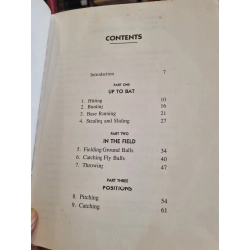 CONTENTS
Introduction 7
PART ONE
UP TO BAT
1. Hitting 10
2. Bunting 16
3. Base Running 21
4. Stealing and Sliding 27
PART TWO
IN THE FIELD
5. Fielding Ground Balls 34
6. Catching Fly Balls 40
7. Throwing 47
PART THREE
POSITIONS
8. Pitching 54
9. Catching 61